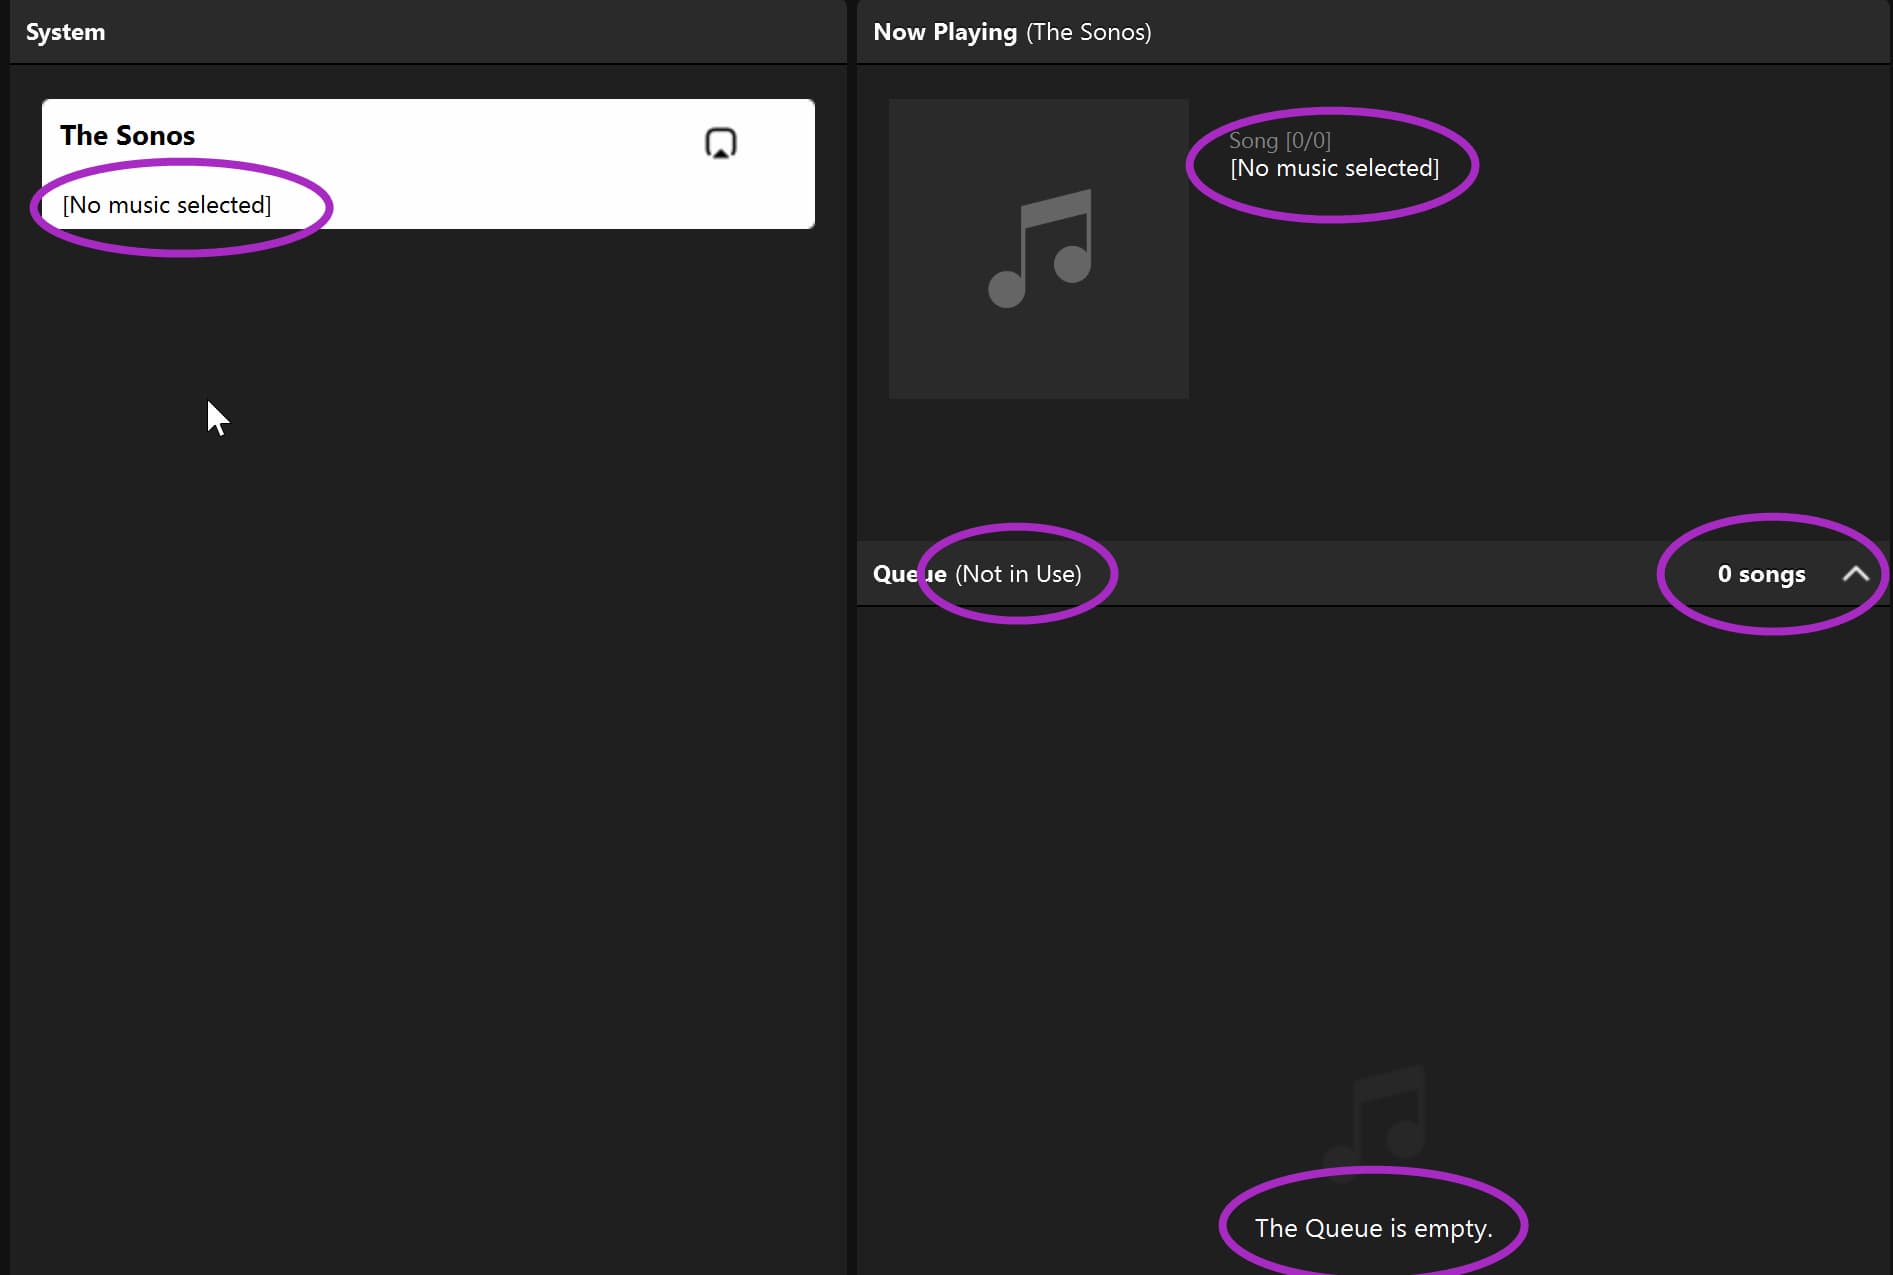 System
The Sonos
[No music selected]
Now Playing (The Sonos)
Song [0/0]
[No music selected]
Queue (Not in Use)
0 songs
The Queue is empty.